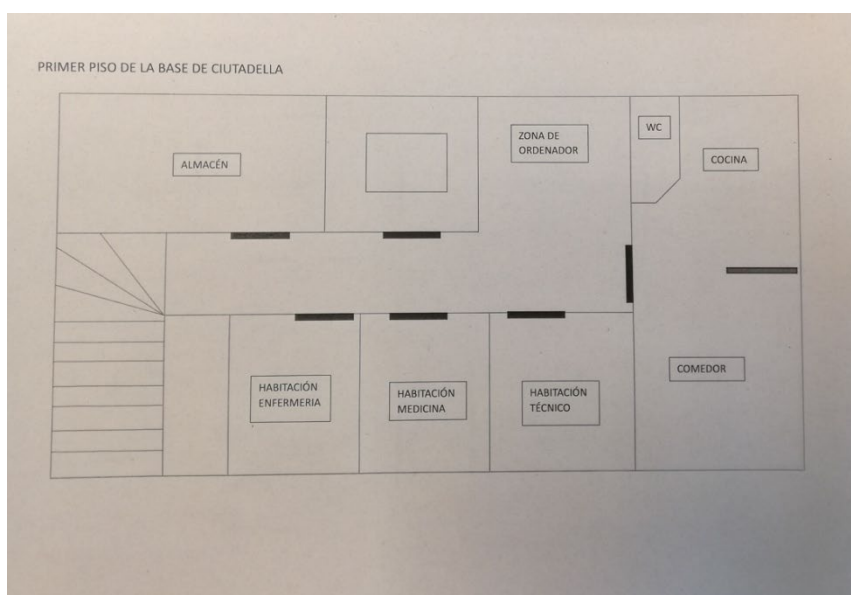 PRIMER PISO DE LA BASE DE CIUTADELLA
ALMACÉN
ZONA DE
ORDENADOR
WC
COCINA
HABITACIÓN
ENFERMERIA
HABITACIÓN
MEDICINA
HABITACIÓN
TÉCNICO
COMEDOR